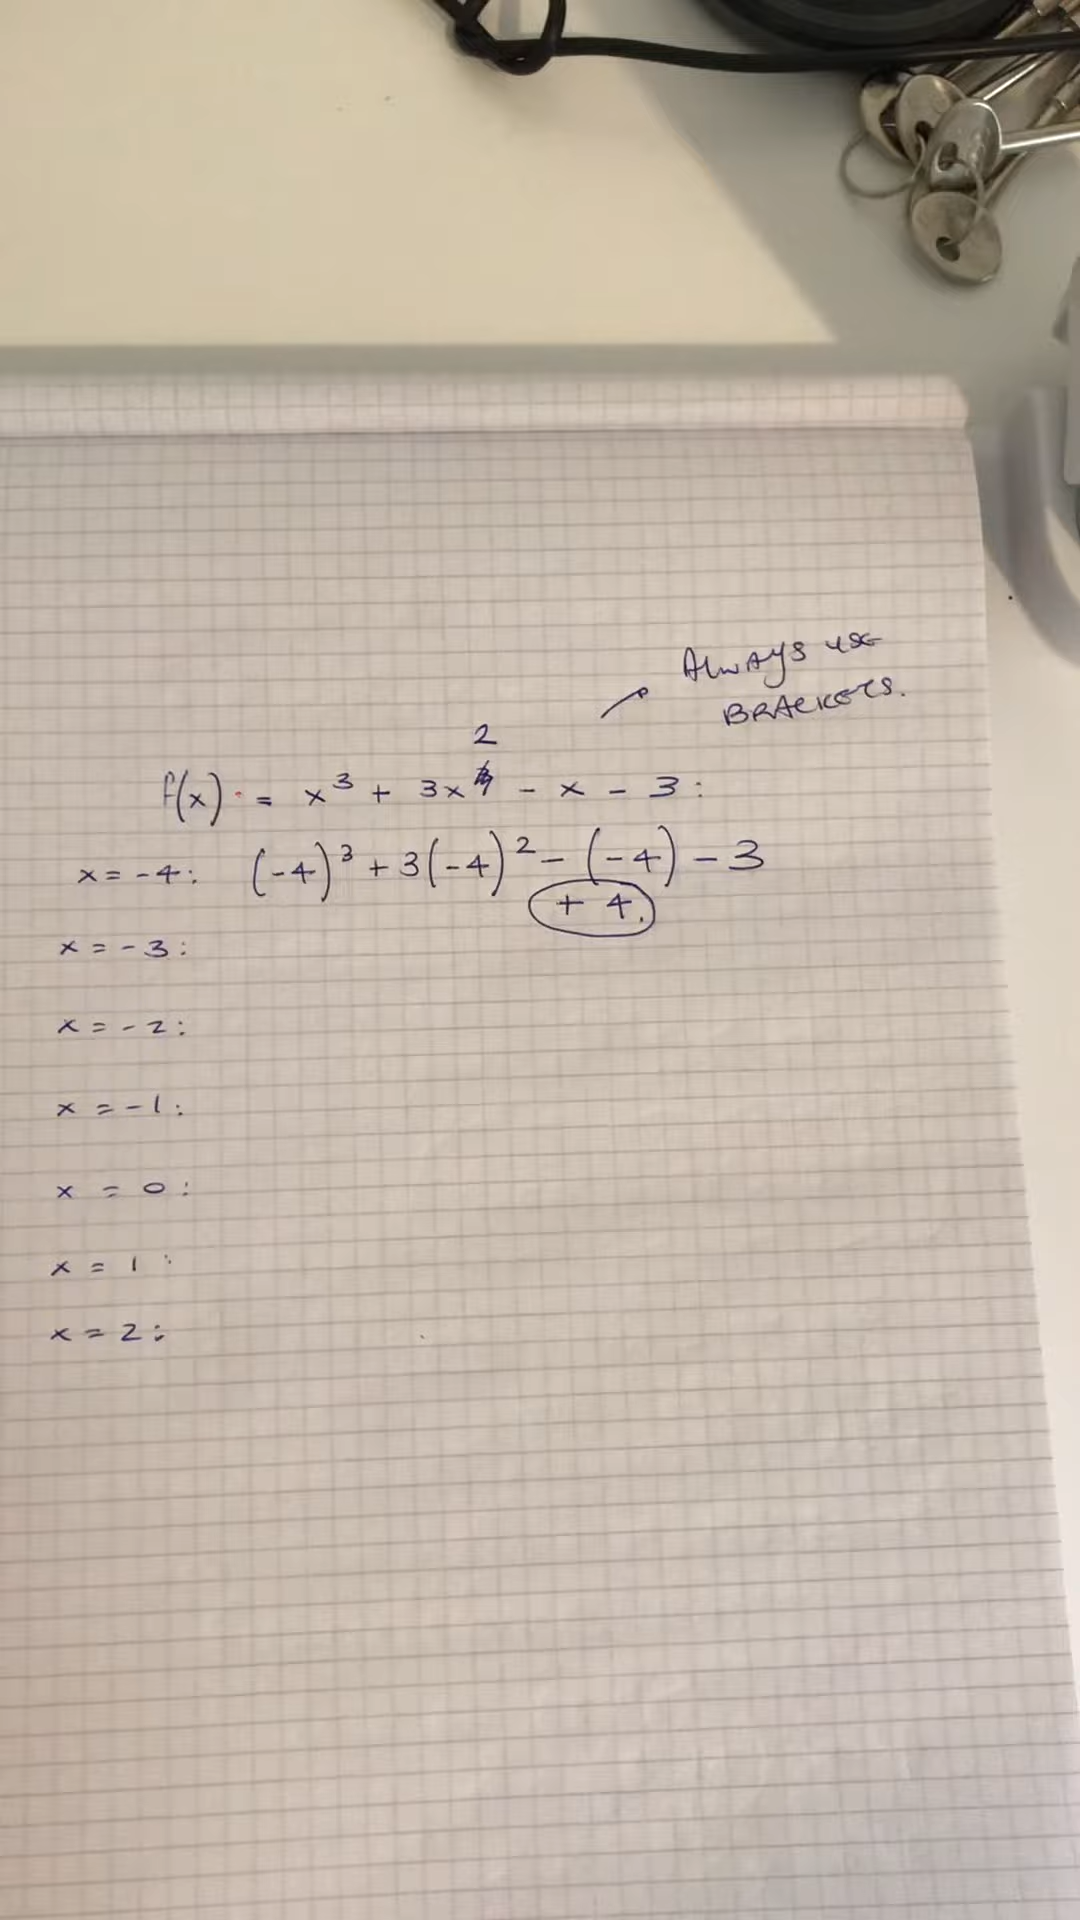 Always use
BRACKETS.
2
f(x) = x³ + 3x - x - 3:
x = -4: (-4)³ + 3(-4)² - (-4) - 3
+ 4.
x = -3:
x = -2:
x = -1:
x = 0:
x = 1:
x = 2: